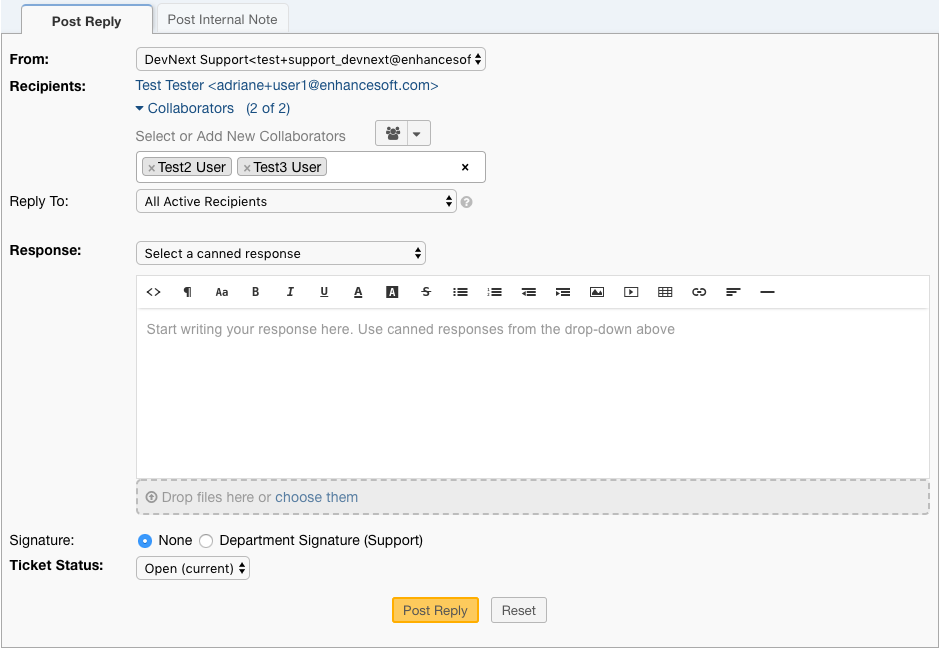 Post Reply
Post Internal Note
From:
DevNext Support<test+support_devnext@enhancesof
Recipients:
Test Tester <adriane+user1@enhancesoft.com>
Collaborators (2 of 2)
Select or Add New Collaborators
×Test2 User ×Test3 User ×
Reply To:
All Active Recipients
Response:
Select a canned response
<> ¶ Aa B I U A A S
Start writing your response here. Use canned responses from the drop-down above
Drop files here or choose them
Signature:
None Department Signature (Support)
Ticket Status:
Open (current)
Post Reply Reset